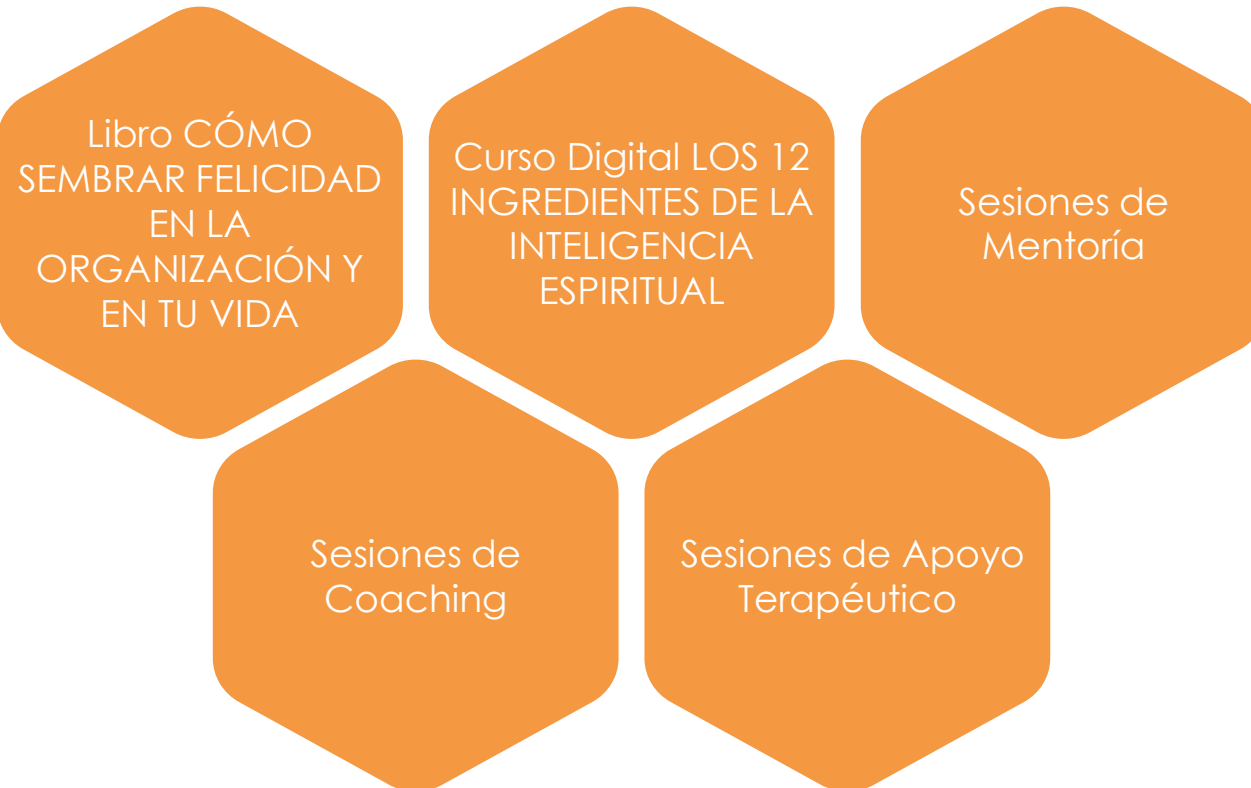 Libro CÓMO
SEMBRAR FELICIDAD
EN LA
ORGANIZACIÓN Y
EN TU VIDA
Curso Digital LOS 12
INGREDIENTES DE LA
INTELIGENCIA
ESPIRITUAL
Sesiones de
Mentoría
Sesiones de
Coaching
Sesiones de Apoyo
Terapéutico